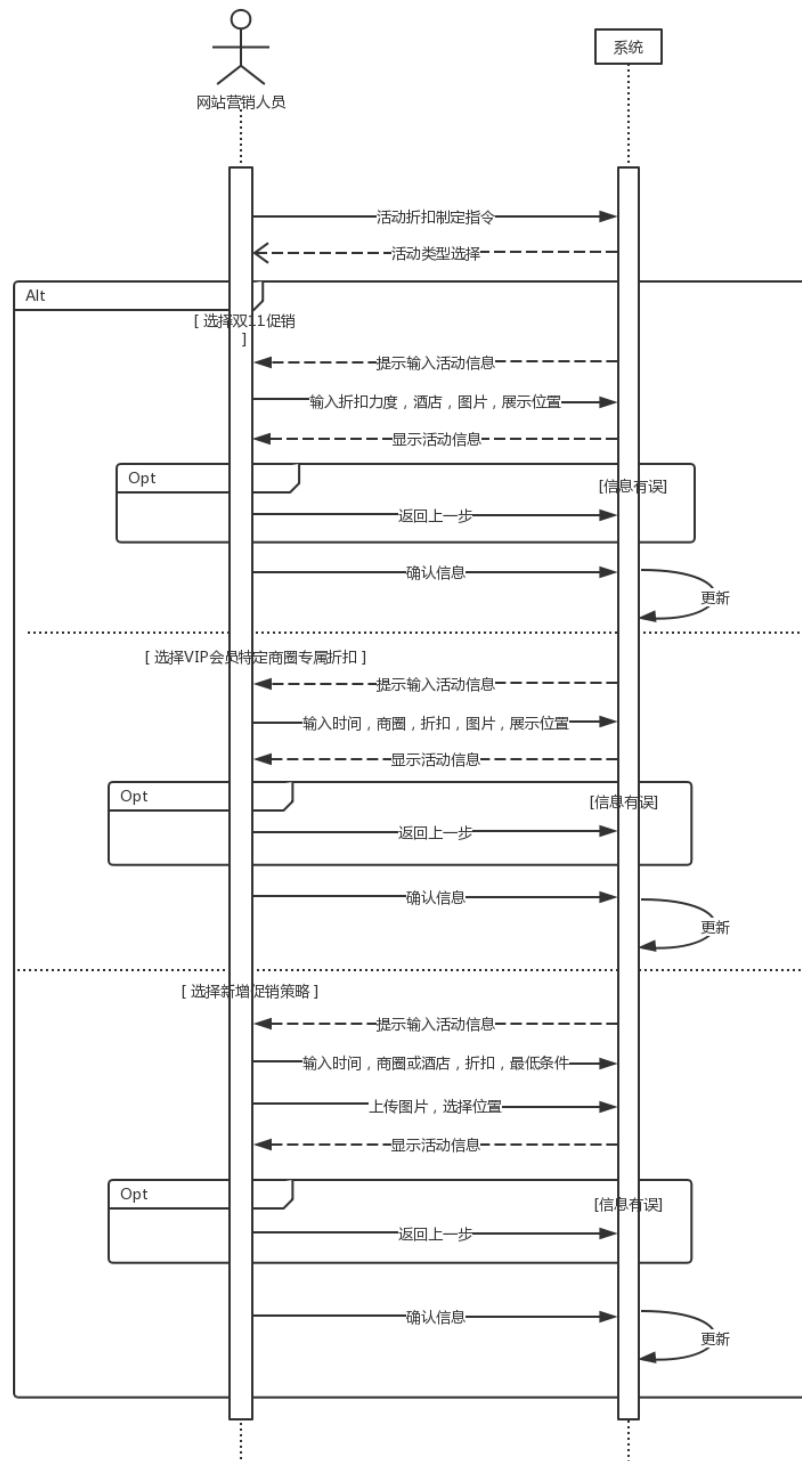 网站营销人员
系统
活动折扣制定指令
活动类型选择
Alt
[ 选择双11促销
]
提示输入活动信息
输入折扣力度，酒店，图片，展示位置
显示活动信息
Opt
[信息有误]
返回上一步
确认信息
更新
[ 选择VIP会员特定商圈专属折扣 ]
提示输入活动信息
输入时间，商圈，折扣，图片，展示位置
显示活动信息
Opt
[信息有误]
返回上一步
确认信息
更新
[ 选择新增促销策略 ]
提示输入活动信息
输入时间，商圈或酒店，折扣，最低条件
上传图片，选择位置
显示活动信息
Opt
[信息有误]
返回上一步
确认信息
更新